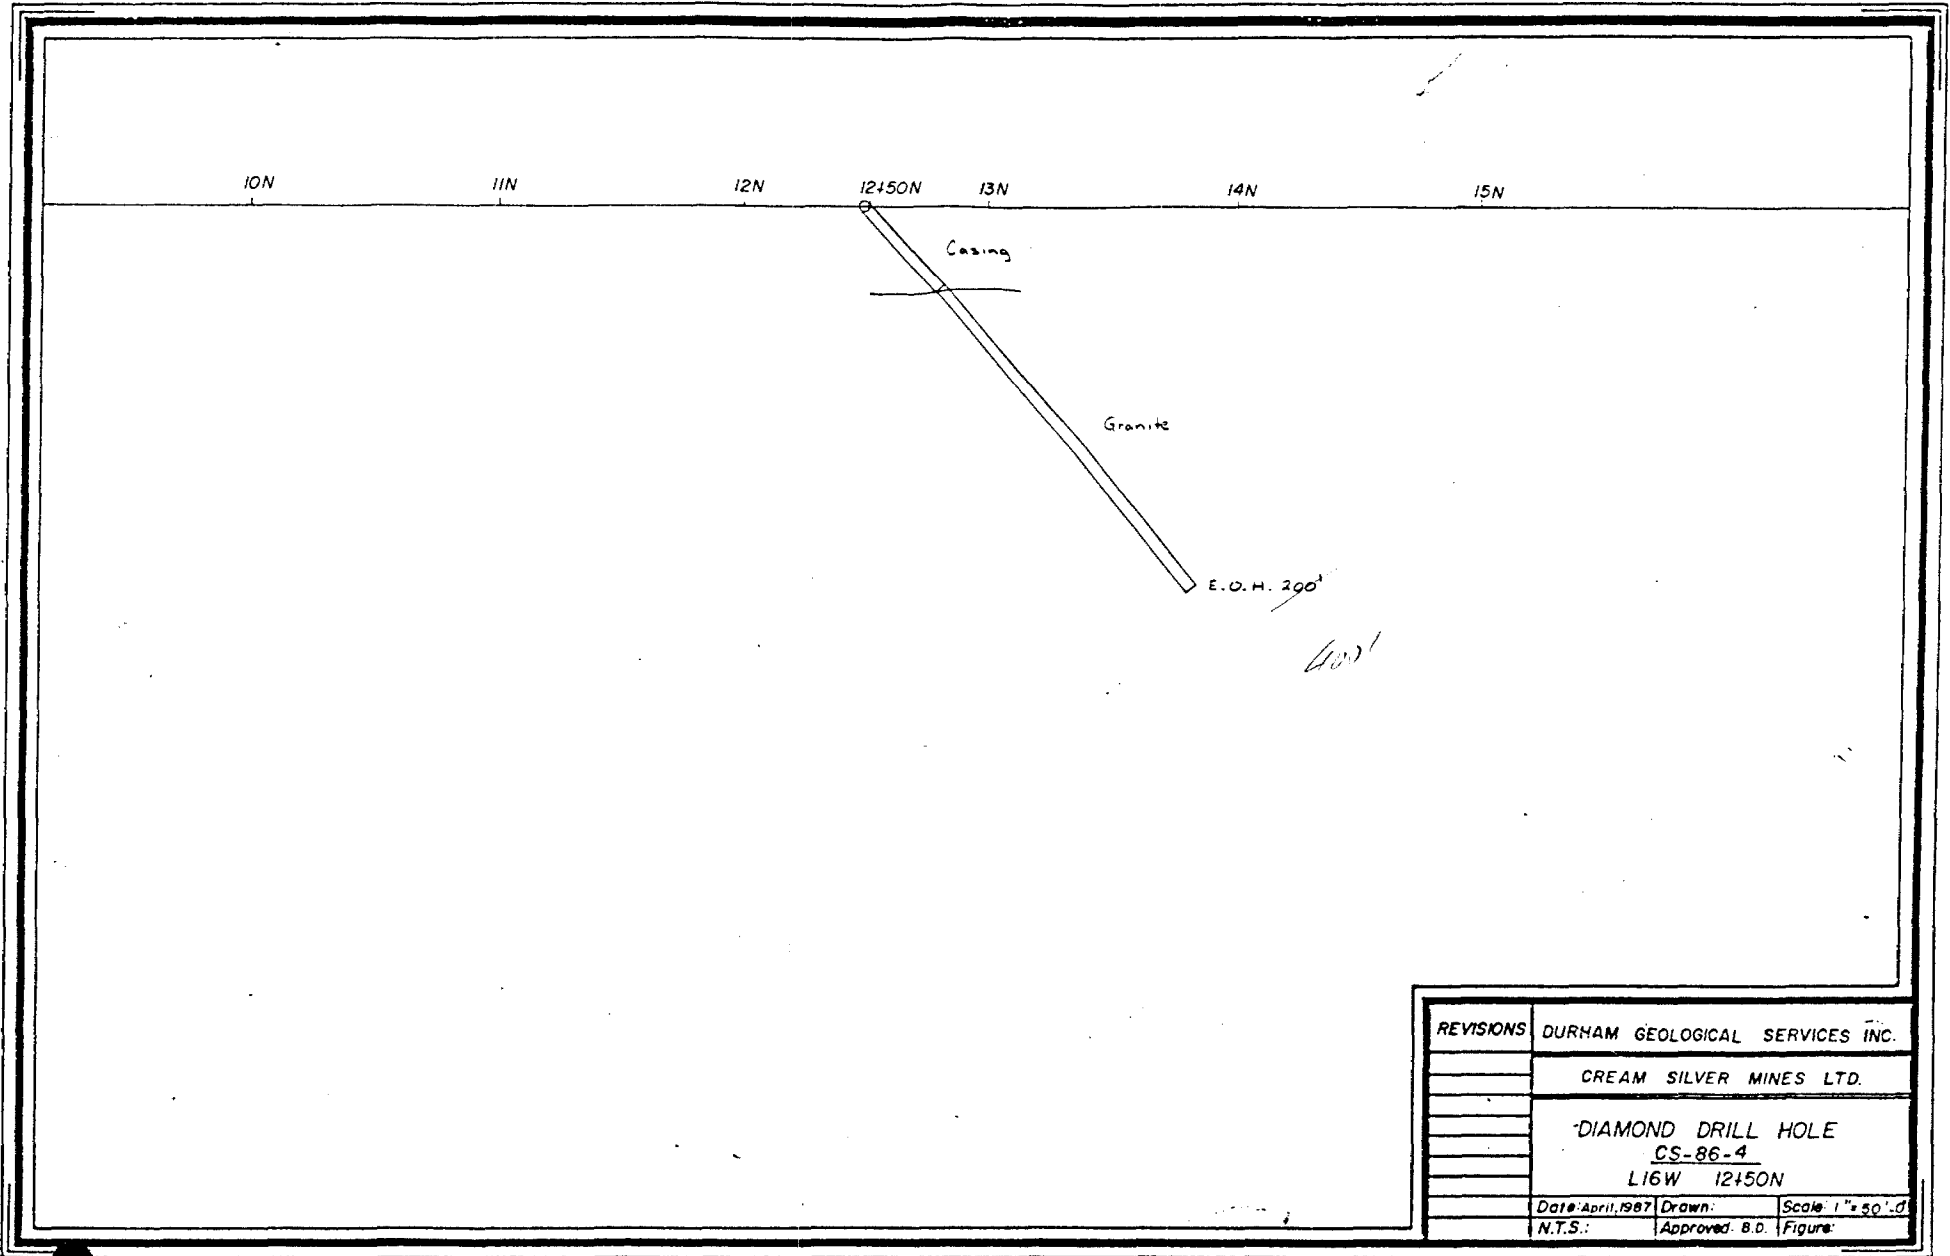 10N 11N 12N 12+50N 13N 14N 15N
Casing
Granite
E.O.H. 200'
400'
REVISIONS
DURHAM GEOLOGICAL SERVICES INC.
CREAM SILVER MINES LTD.
DIAMOND DRILL HOLE
CS-86-4
L16W 12+50N
Date: April, 1987 Drawn: Scale: 1"=50'-0
N.T.S.: Approved: B.D. Figure: